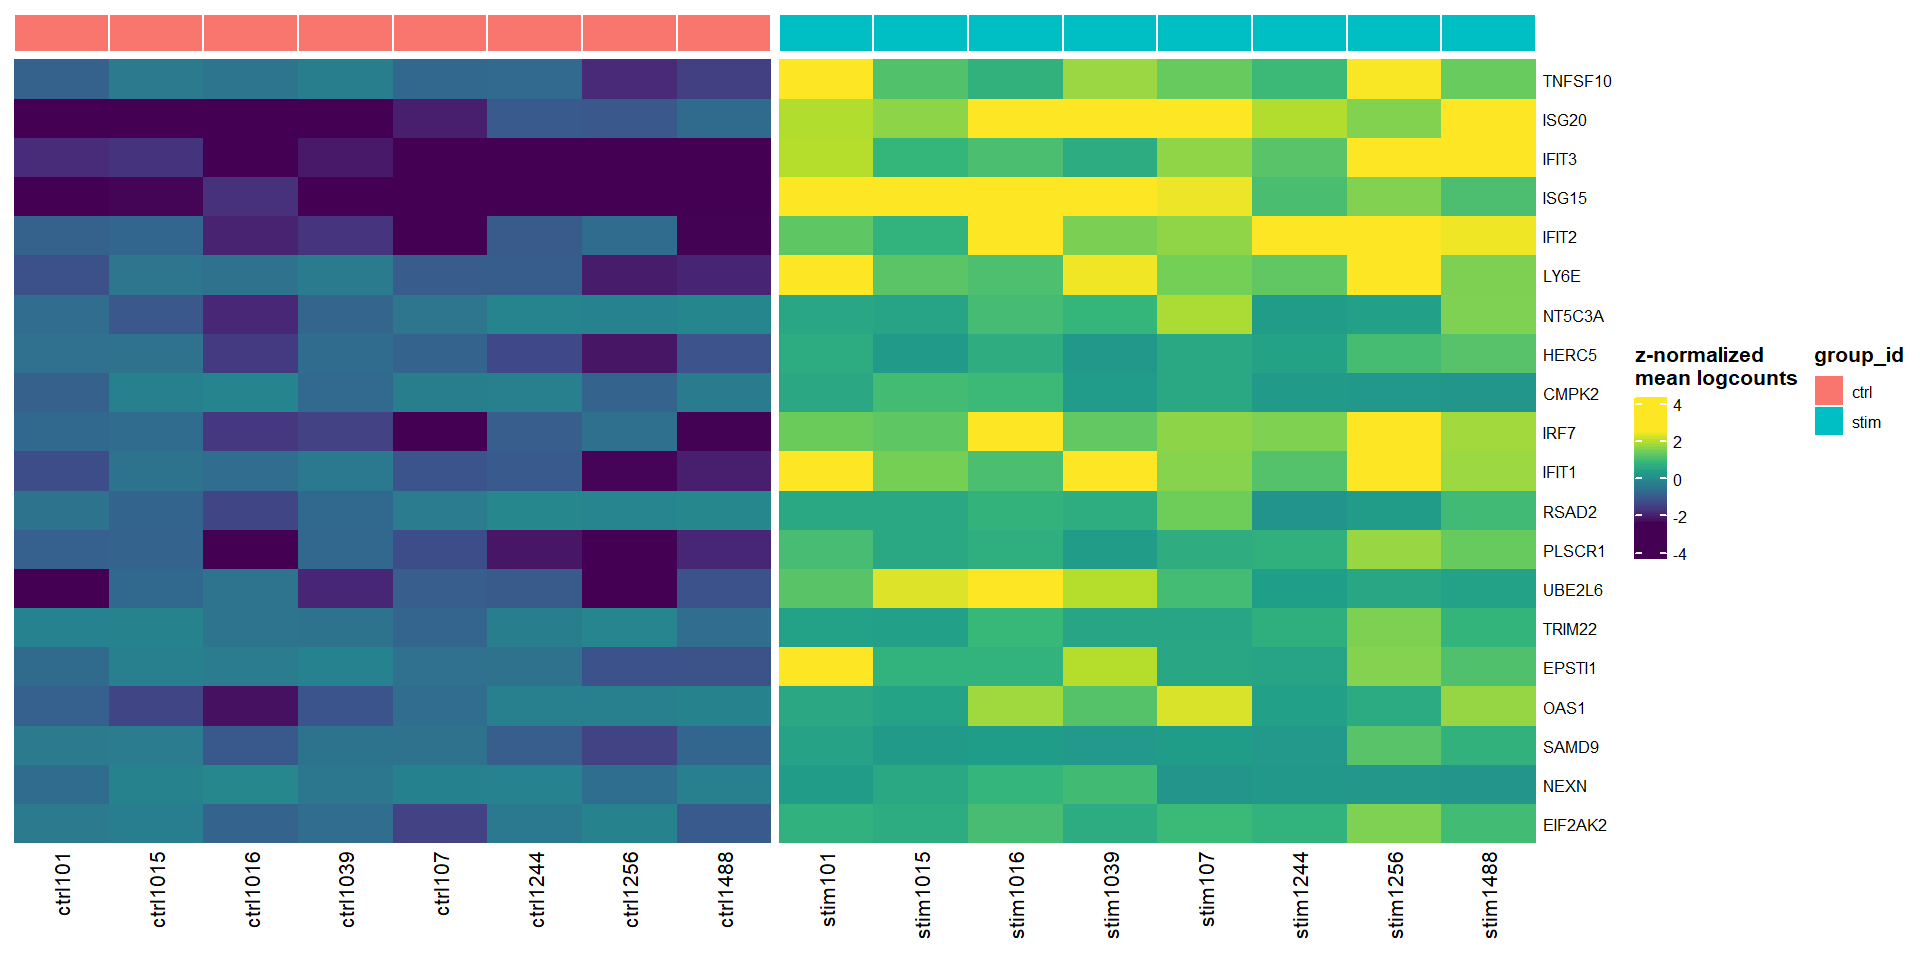 TNFSF10
ISG20
IFIT3
ISG15
IFIT2
LY6E
NT5C3A
HERC5
CMPK2
IRF7
IFIT1
RSAD2
PLSCR1
UBE2L6
TRIM22
EPSTI1
OAS1
SAMD9
NEXN
EIF2AK2
ctrl101
ctrl1015
ctrl1016
ctrl1039
ctrl107
ctrl1244
ctrl1256
ctrl1488
stim101
stim1015
stim1016
stim1039
stim107
stim1244
stim1256
stim1488
z-normalized
mean logcounts
4
2
0
-2
-4
group_id
ctrl
stim